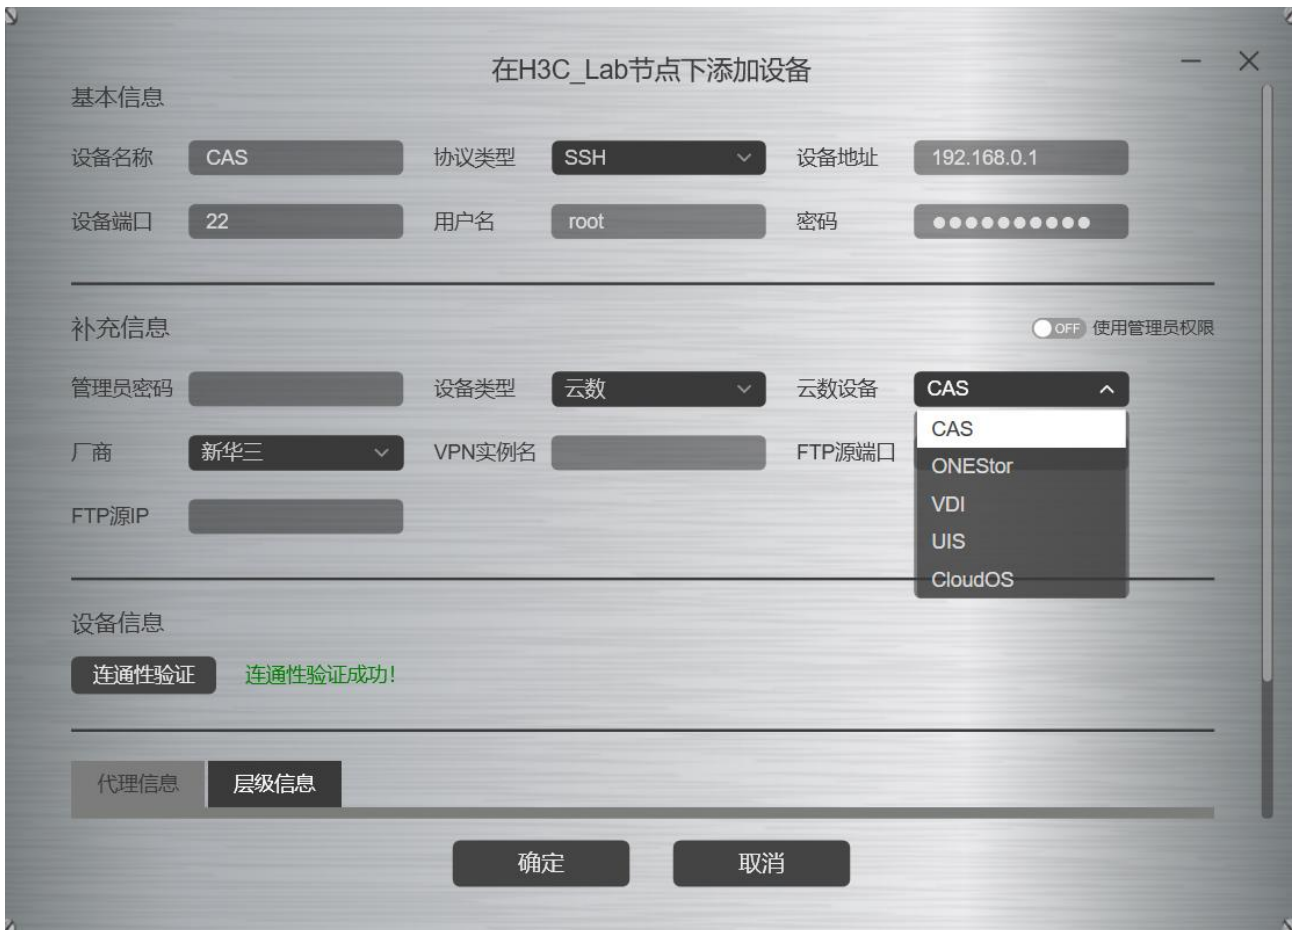 在H3C_Lab节点下添加设备
基本信息
设备名称 CAS 协议类型 SSH 设备地址 192.168.0.1
设备端口 22 用户名 root 密码 ●●●●●●●●●●
补充信息 OFF 使用管理员权限
管理员密码 设备类型 云数 云数设备 CAS
CAS
厂商 新华三 VPN实例名 FTP源端口
ONEStor
VDI
FTP源IP
UIS
CloudOS
设备信息
连通性验证 连通性验证成功!
代理信息 层级信息
确定 取消